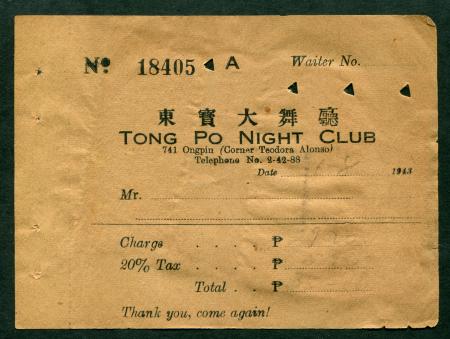 Nº 18405 A Waiter No.
東寶大舞廳
TONG PO NIGHT CLUB
741 Ongpin (Corner Teodora Alonso)
Telephone No. 2-42-88
Date 1943
Mr.
Charge . . . . ₱
20% Tax . . . ₱
Total . . ₱
Thank you, come again!